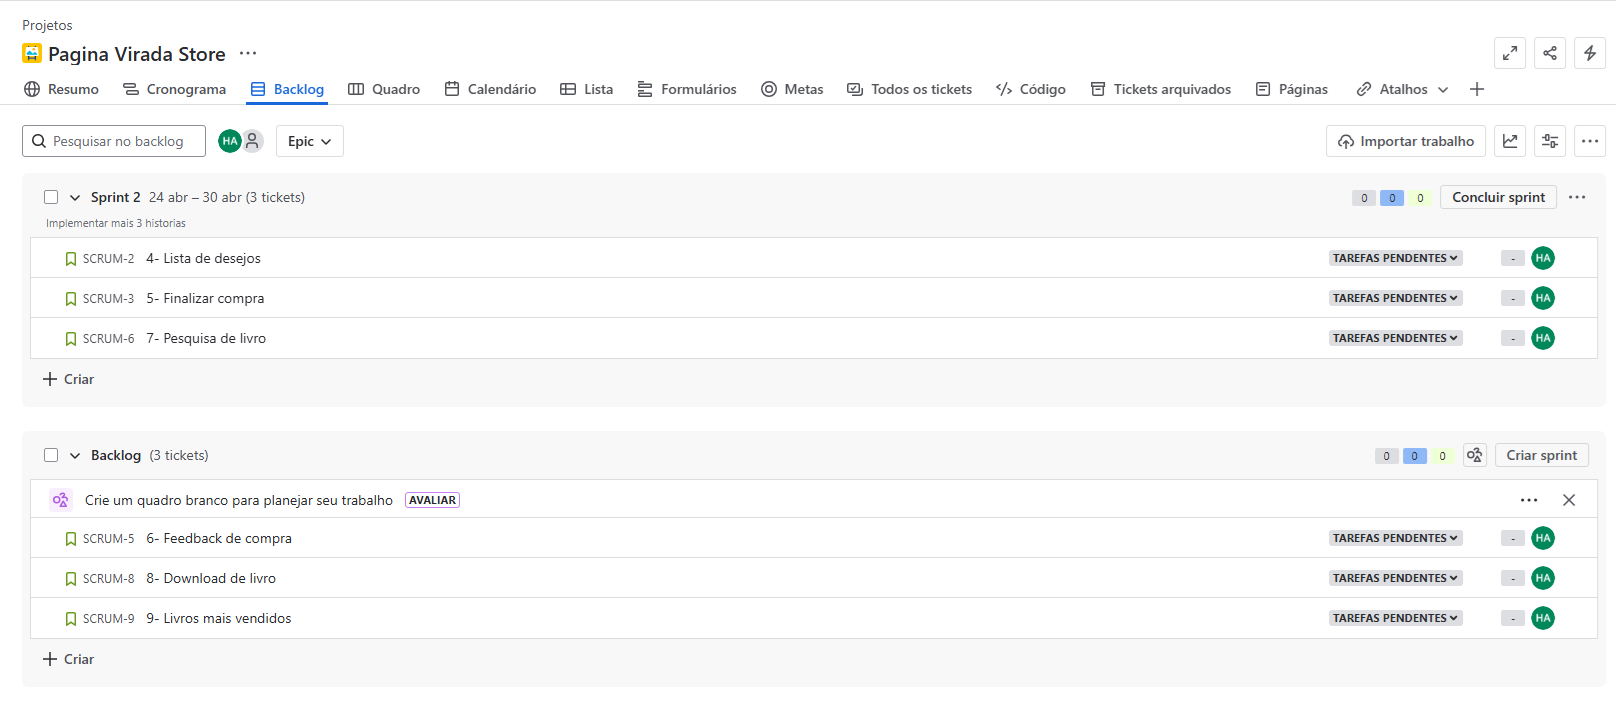 Projetos
Pagina Virada Store
Resumo Cronograma Backlog Quadro Calendário Lista Formulários Metas Todos os tickets Código Tickets arquivados Páginas Atalhos
Pesquisar no backlog HA Epic Importar trabalho
Sprint 2 24 abr – 30 abr (3 tickets) 0 0 0 Concluir sprint
Implementar mais 3 historias
SCRUM-2 4- Lista de desejos TAREFAS PENDENTES - HA
SCRUM-3 5- Finalizar compra TAREFAS PENDENTES - HA
SCRUM-6 7- Pesquisa de livro TAREFAS PENDENTES - HA
Criar
Backlog (3 tickets) 0 0 0 Criar sprint
Crie um quadro branco para planejar seu trabalho AVALIAR
SCRUM-5 6- Feedback de compra TAREFAS PENDENTES - HA
SCRUM-8 8- Download de livro TAREFAS PENDENTES - HA
SCRUM-9 9- Livros mais vendidos TAREFAS PENDENTES - HA
Criar